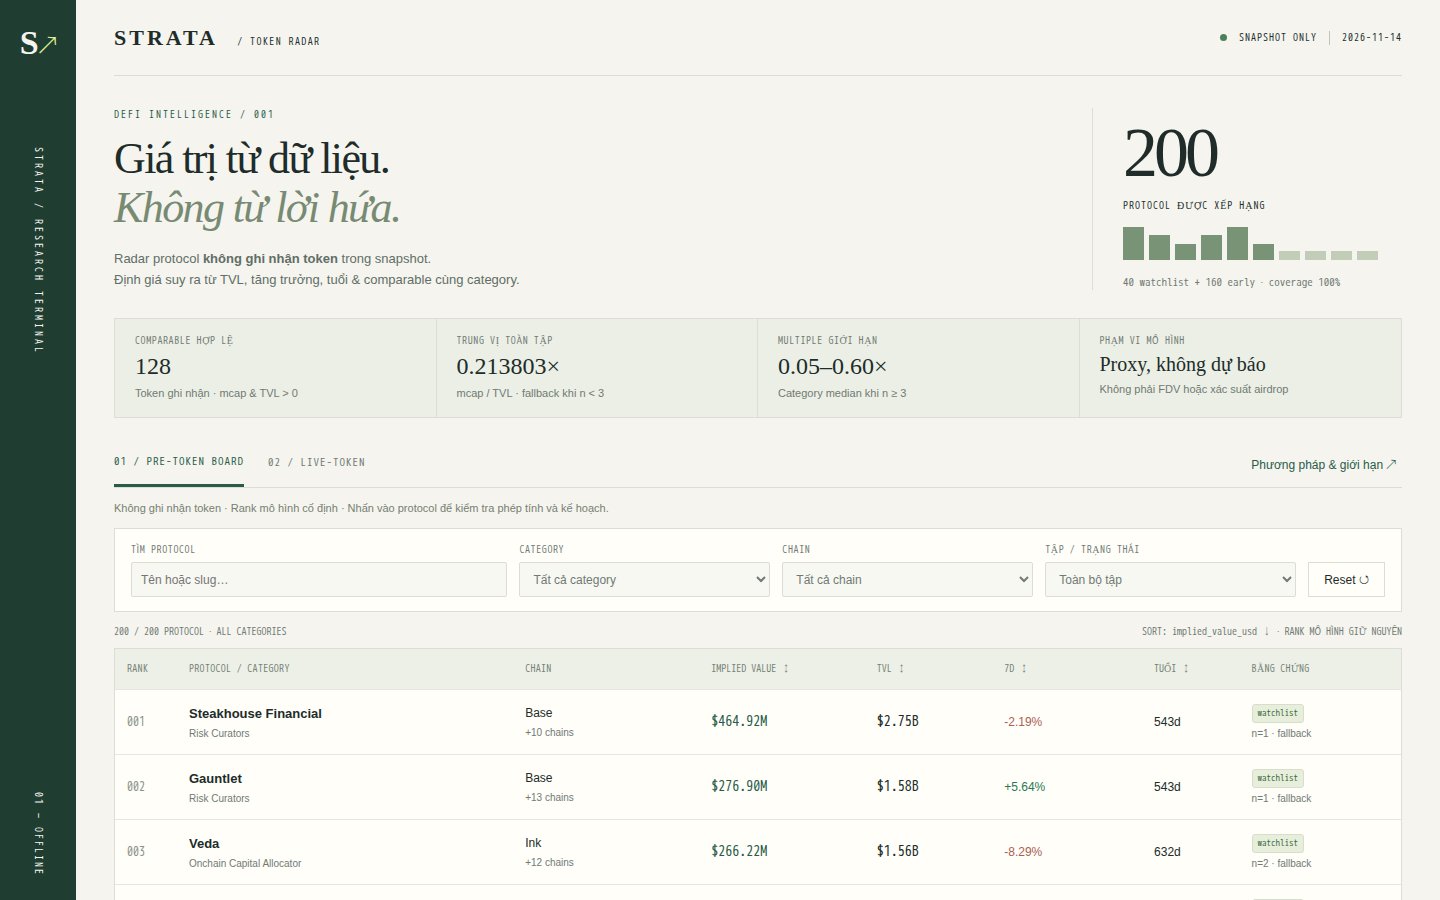 S↗
STRATA / RESEARCH TERMINAL
01 — OFFLINE
STRATA / TOKEN RADAR
SNAPSHOT ONLY 2026-11-14
DEFI INTELLIGENCE / 001
Giá trị từ dữ liệu.
Không từ lời hứa.
Radar protocol không ghi nhận token trong snapshot.
Định giá suy ra từ TVL, tăng trưởng, tuổi & comparable cùng category.
200
PROTOCOL ĐƯỢC XẾP HẠNG
40 watchlist + 160 early · coverage 100%
COMPARABLE HỢP LỆ
128
Token ghi nhận · mcap & TVL > 0
TRUNG VỊ TOÀN TẬP
0.213803×
mcap / TVL · fallback khi n < 3
MULTIPLE GIỚI HẠN
0.05–0.60×
Category median khi n ≥ 3
PHẠM VI MÔ HÌNH
Proxy, không dự báo
Không phải FDV hoặc xác suất airdrop
01 / PRE-TOKEN BOARD 02 / LIVE-TOKEN Phương pháp & giới hạn ↗
Không ghi nhận token · Rank mô hình cố định · Nhấn vào protocol để kiểm tra phép tính và kế hoạch.
TÌM PROTOCOL CATEGORY CHAIN TẬP / TRẠNG THÁI
Tên hoặc slug… Tất cả category Tất cả chain Toàn bộ tập Reset ↺
200 / 200 PROTOCOL · ALL CATEGORIES SORT: implied_value_usd ↓ · RANK MÔ HÌNH GIỮ NGUYÊN
RANK PROTOCOL / CATEGORY CHAIN IMPLIED VALUE ↕ TVL ↕ 7D ↕ TUỔI ↕ BẰNG CHỨNG
001 Steakhouse Financial Base $464.92M $2.75B -2.19% 543d watchlist
Risk Curators +10 chains n=1 · fallback
002 Gauntlet Base $276.90M $1.58B +5.64% 543d watchlist
Risk Curators +13 chains n=1 · fallback
003 Veda Ink $266.22M $1.56B -8.29% 632d watchlist
Onchain Capital Allocator +12 chains n=2 · fallback